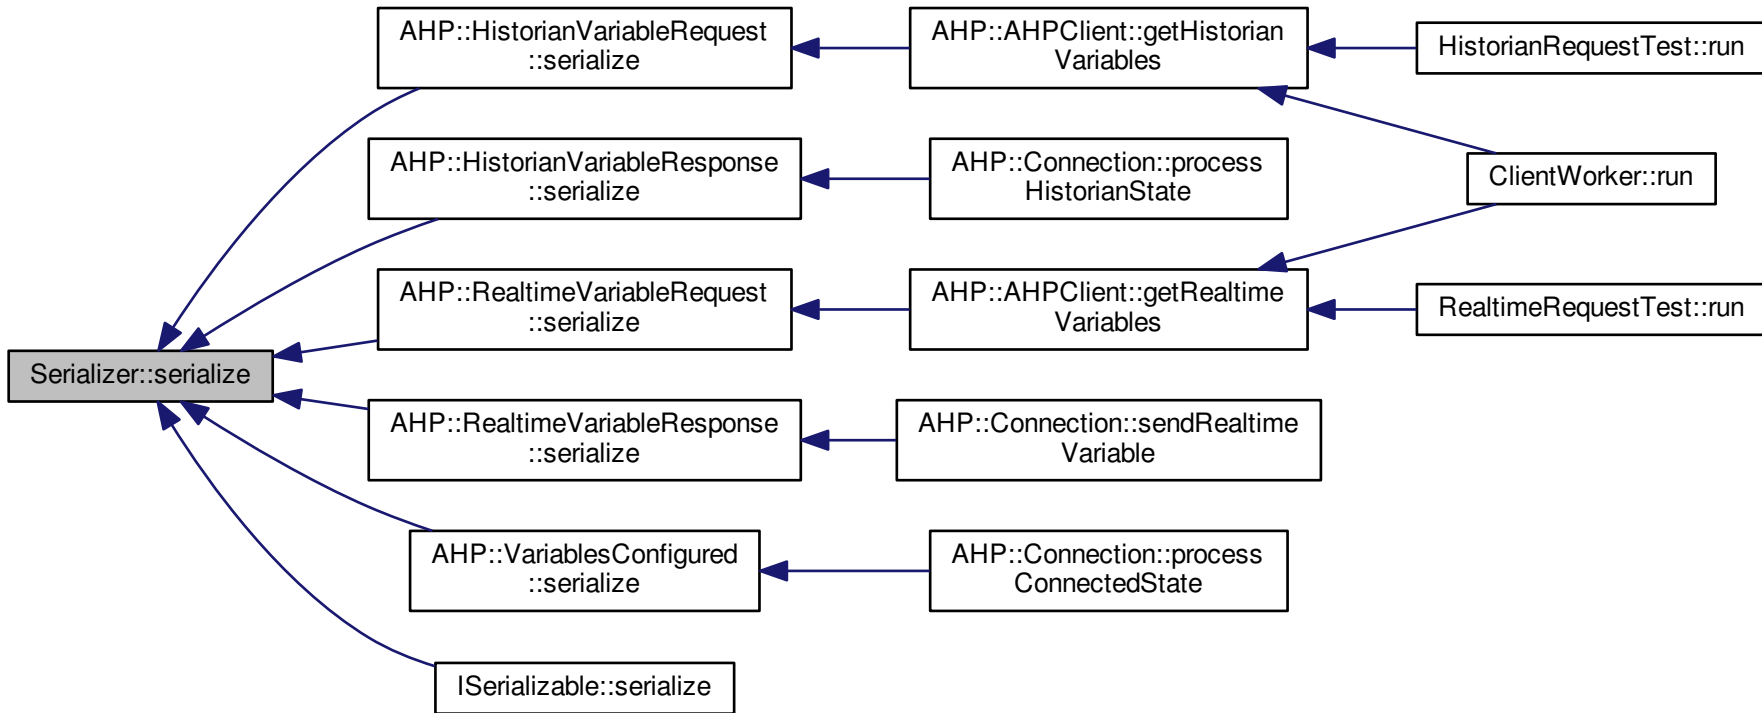 AHP::HistorianVariableRequest
::serialize
AHP::AHPClient::getHistorian
Variables
HistorianRequestTest::run
AHP::HistorianVariableResponse
::serialize
AHP::Connection::process
HistorianState
ClientWorker::run
AHP::RealtimeVariableRequest
::serialize
AHP::AHPClient::getRealtime
Variables
RealtimeRequestTest::run
Serializer::serialize
AHP::RealtimeVariableResponse
::serialize
AHP::Connection::sendRealtime
Variable
AHP::VariablesConfigured
::serialize
AHP::Connection::process
ConnectedState
ISerializable::serialize